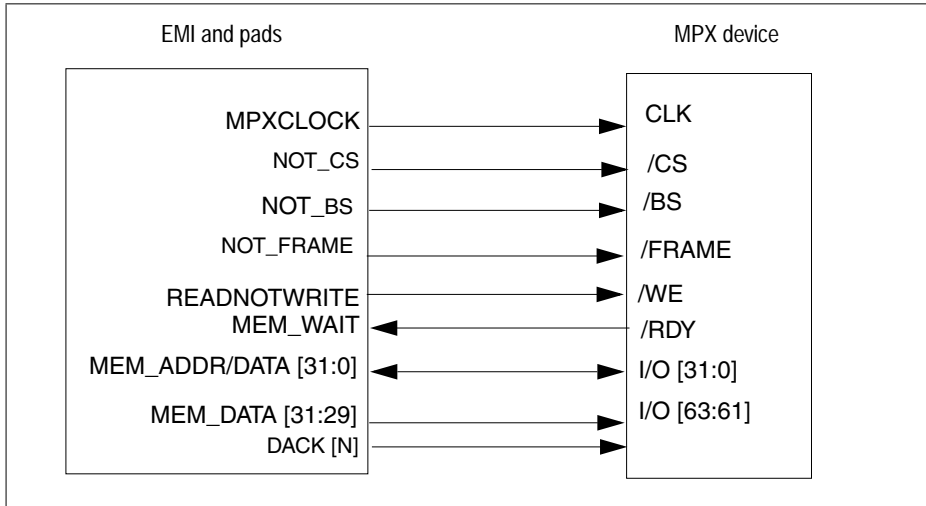 EMI and pads
MPX device
MPXCLOCK
CLK
NOT_CS
/CS
NOT_BS
/BS
NOT_FRAME
/FRAME
READNOTWRITE
/WE
MEM_WAIT
/RDY
MEM_ADDR/DATA [31:0]
I/O [31:0]
MEM_DATA [31:29]
I/O [63:61]
DACK [N]